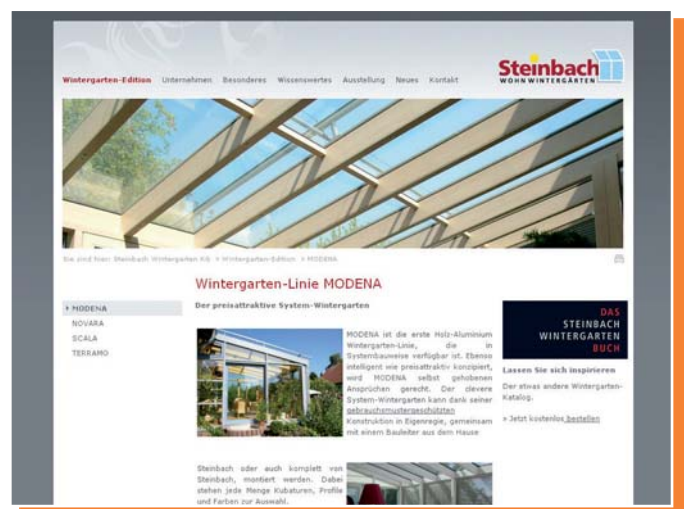 Steinbach
WOHNWINTERGÄRTEN
Wintergarten-Edition Unternehmen Besonderes Wissenswertes Ausstellung Neues Kontakt
Sie sind hier: Steinbach Wintergarten KG > Wintergarten-Edition > MODENA
Wintergarten-Linie MODENA
MODENA
NOVARA
SCALA
TERRAMO
Der preisattraktive System-Wintergarten
MODENA ist die erste Holz-Aluminium
Wintergarten-Linie, die in
Systembauweise verfügbar ist. Ebenso
intelligent wie preisattraktiv konzipiert,
wird MODENA selbst gehobenen
Ansprüchen gerecht. Der clevere
System-Wintergarten kann dank seiner
gebrauchsmustergeschützten
Konstruktion in Eigenregie, gemeinsam
mit einem Bauleiter aus dem Hause
Steinbach oder auch komplett von
Steinbach, montiert werden. Dabei
stehen jede Menge Kubaturen, Profile
und Farben zur Auswahl.
DAS
STEINBACH
WINTERGARTEN
BUCH
Lassen Sie sich inspirieren
Der etwas andere Wintergarten-
Katalog.
» Jetzt kostenlos bestellen